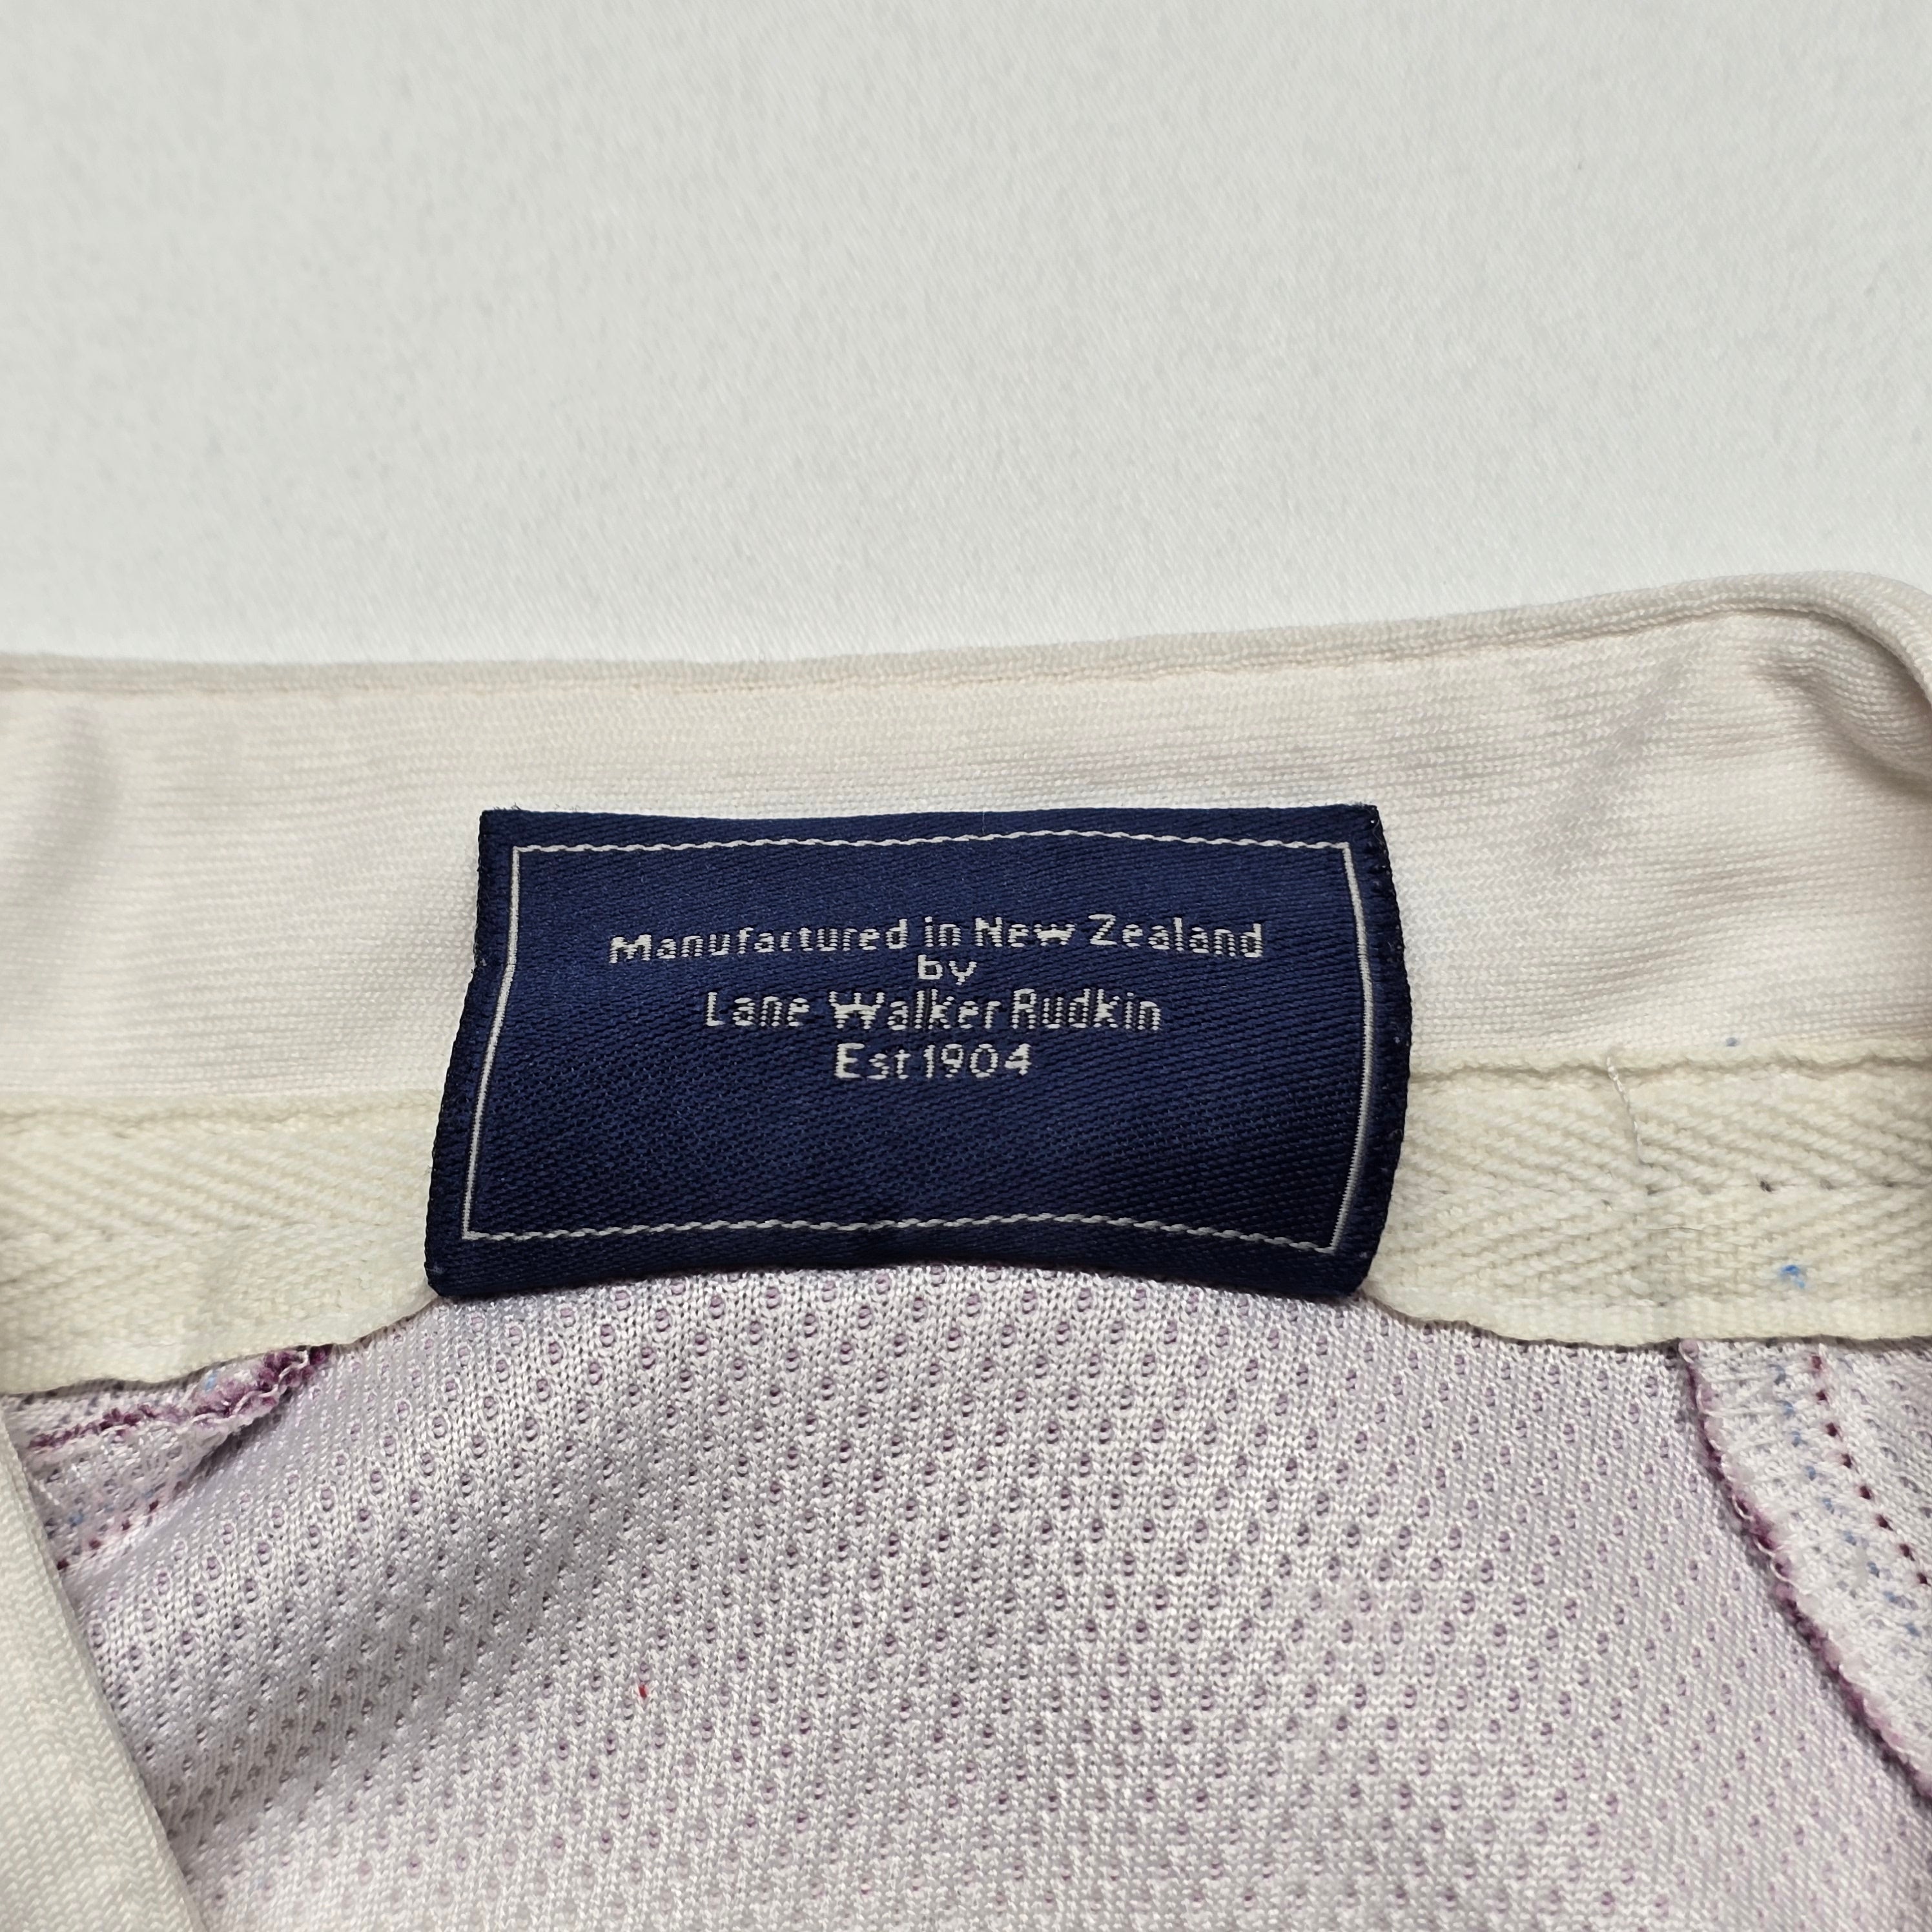 Manufactured in New Zealand
by
Lane Walker Rudkin
Est 1904